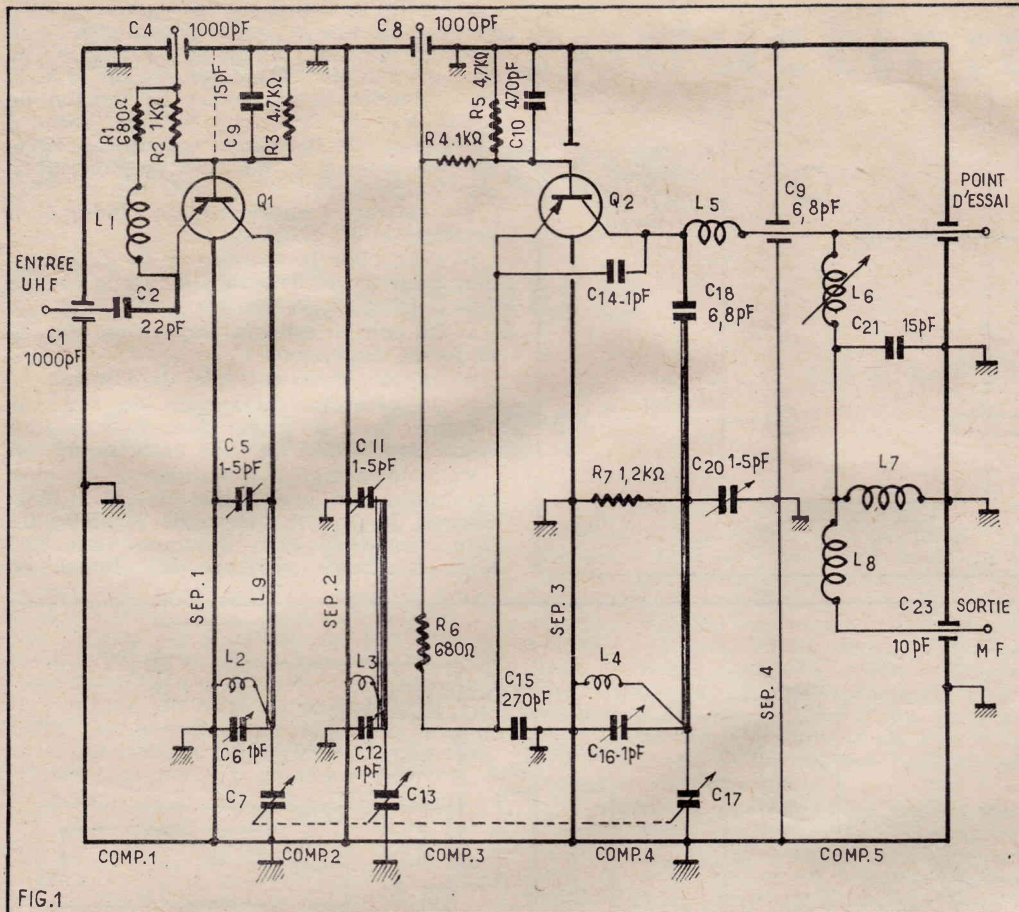 C4
1000pF
C8
1000pF
R1
680Ω
R2 1KΩ
15pF
C9
R3 4,7KΩ
R5 4,7KΩ
470pF
C10
R4.1KΩ
Q1
Q2
L1
L5
C9
6,8pF
POINT
D'ESSAI
ENTREE
UHF
C2
22pF
C1
1000pF
C14-1pF
C18
6,8pF
L6
C21
15pF
C5
1-5pF
C11
1-5pF
R7 1,2KΩ
C20 1-5pF
L7
L8
SEP.1
L9
SEP.2
SEP. 3
SEP. 4
R6
680Ω
C23
10pF
SORTIE
MF
L2
L3
L4
C15
270pF
C6 1pF
C12
1pF
C16-1pF
C7
C13
C17
COMP.1
COMP.2
COMP.3
COMP.4
COMP.5
FIG.1